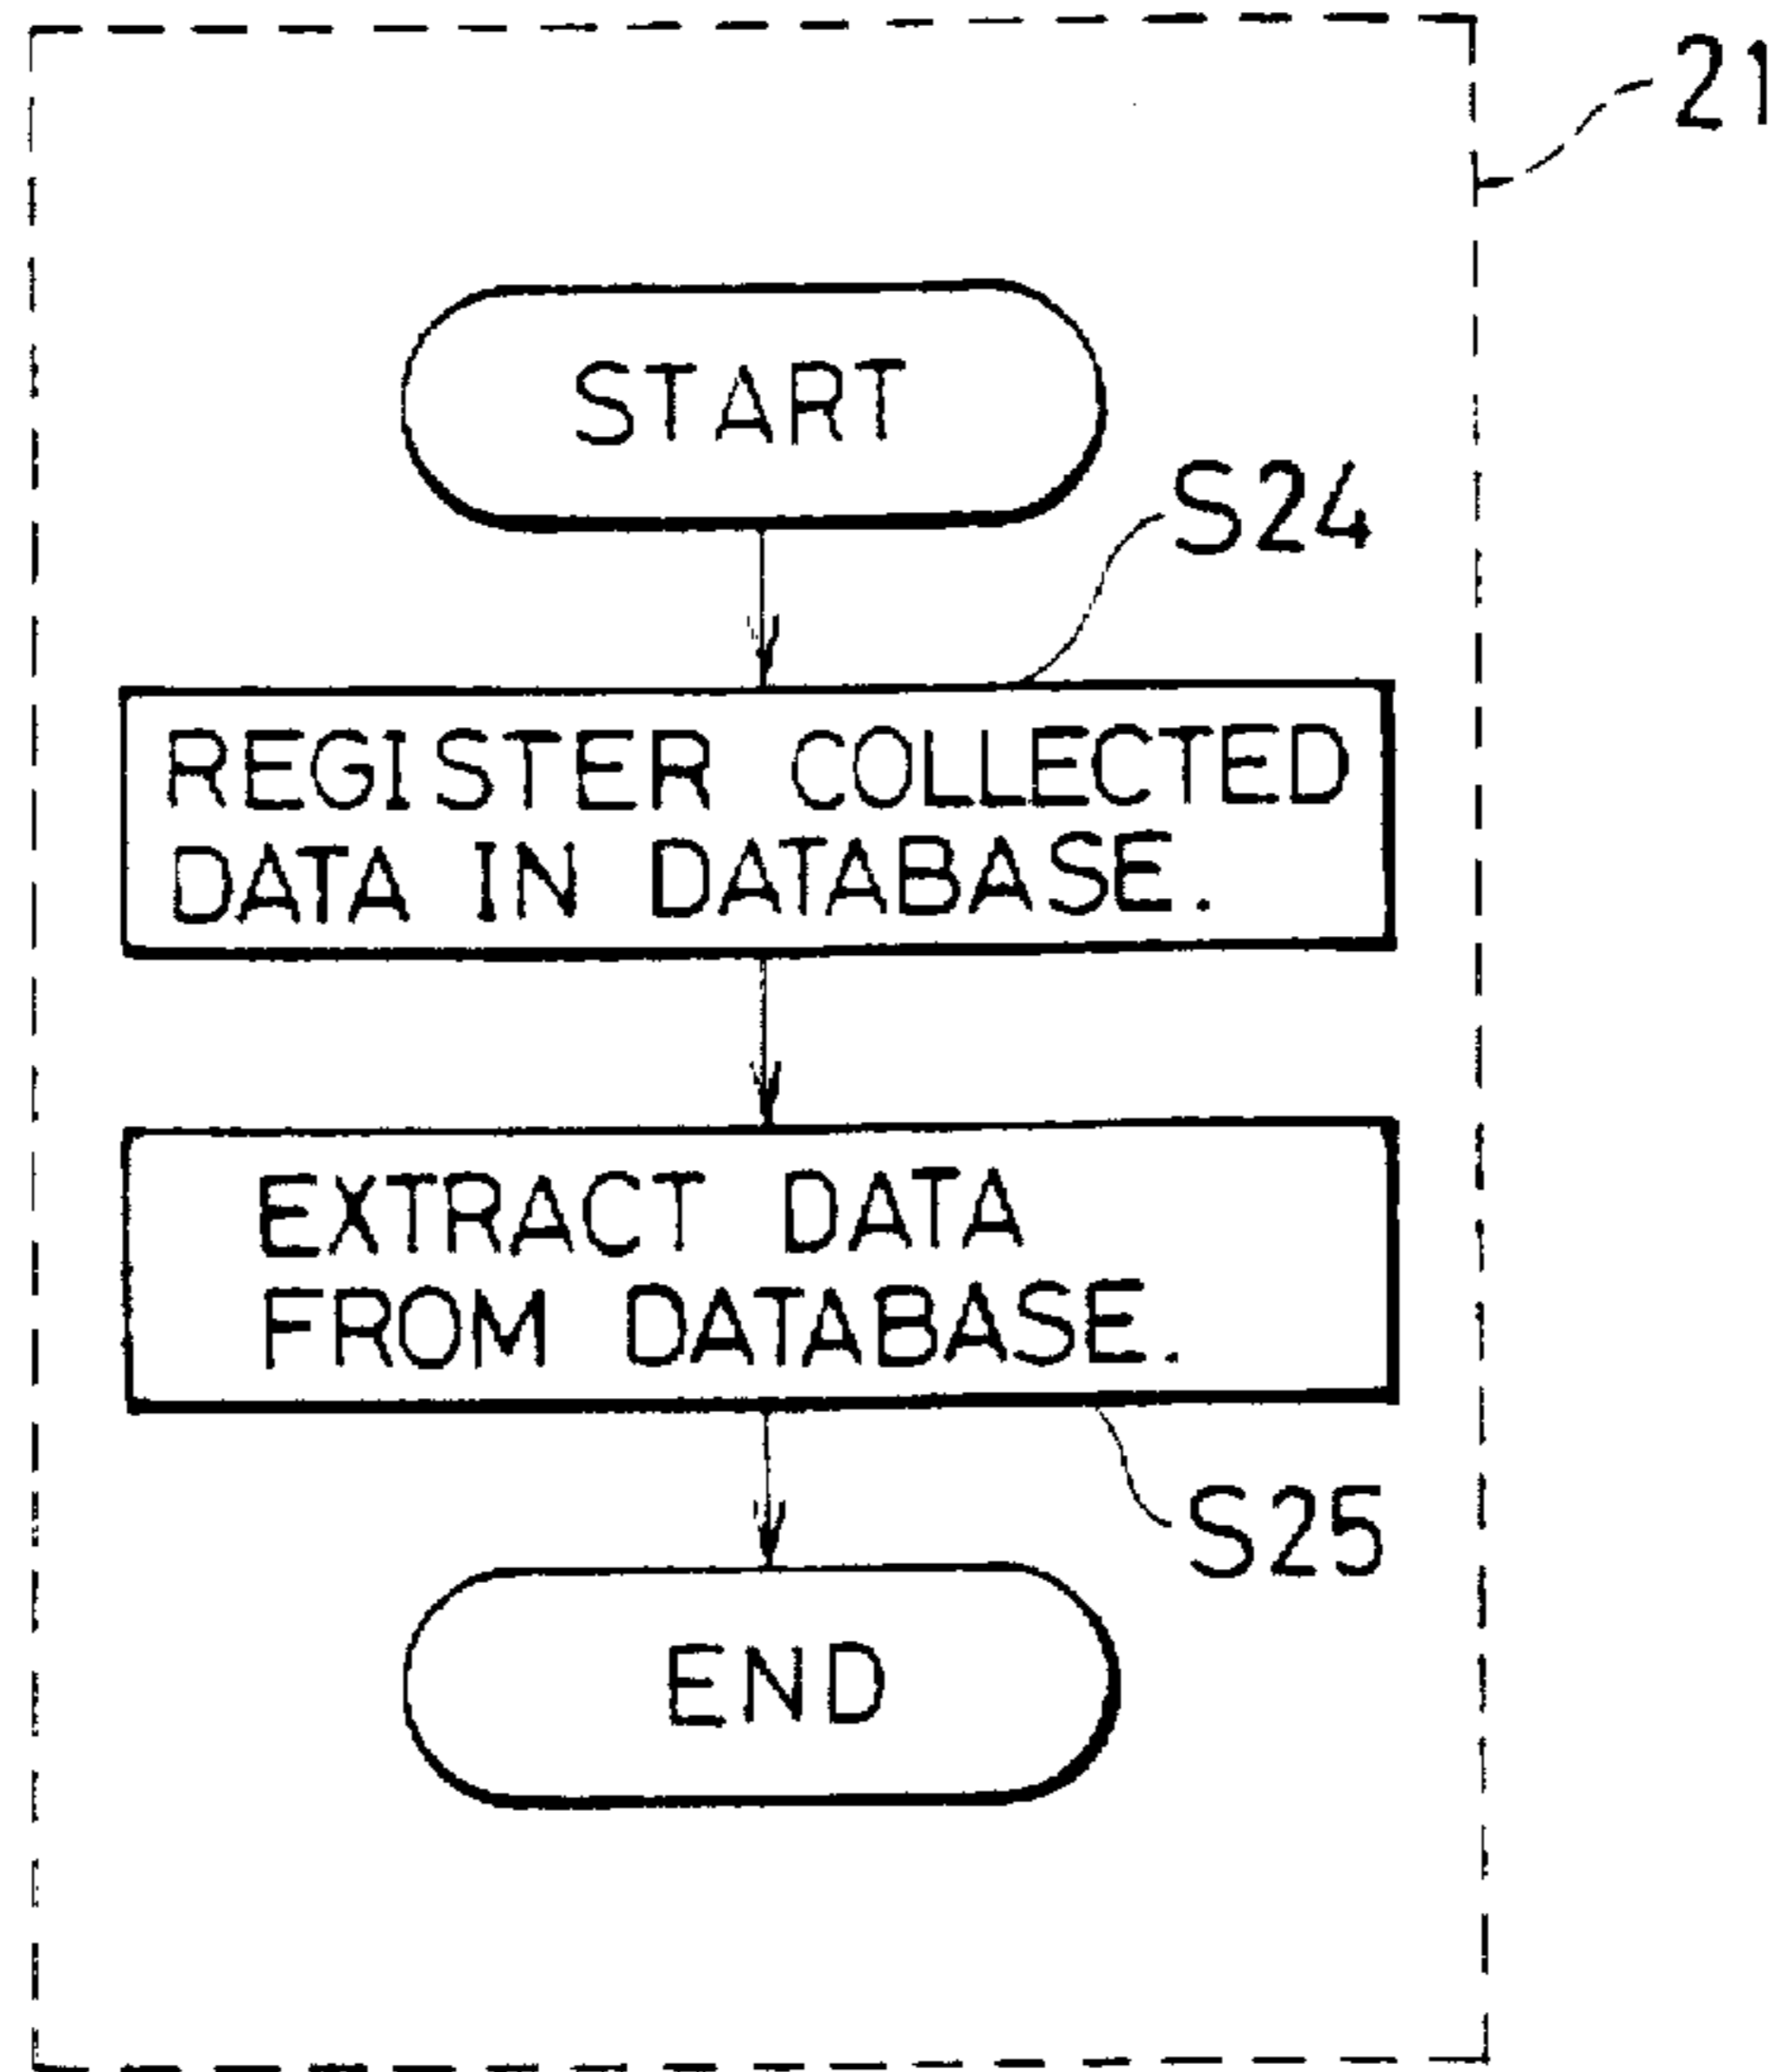 21
START
S24
REGISTER COLLECTED
DATA IN DATABASE.
EXTRACT DATA
FROM DATABASE.
S25
END